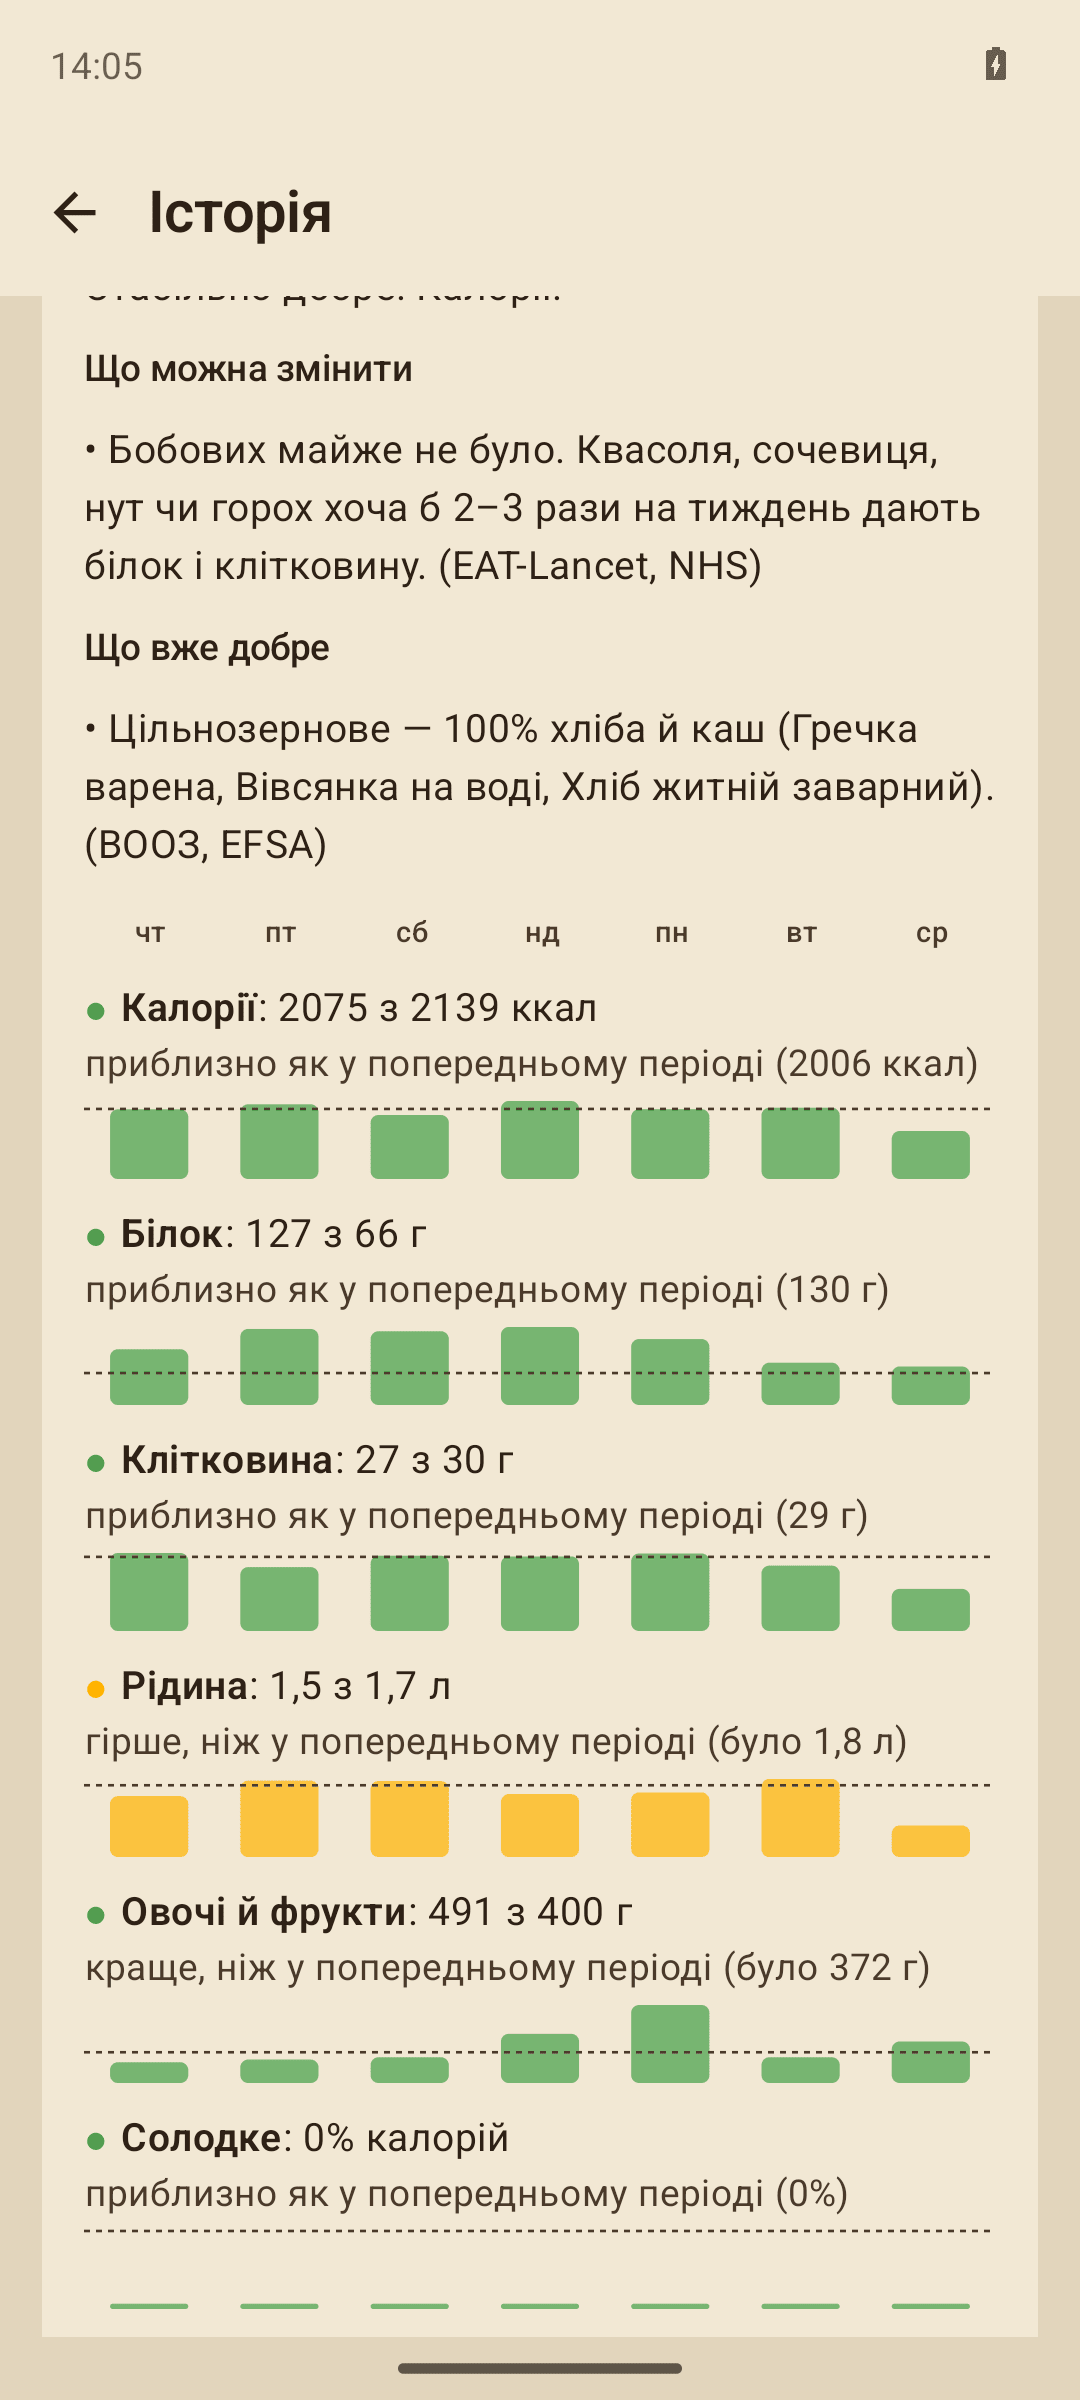 14:05
Історія
Що можна змінити
• Бобових майже не було. Квасоля, сочевиця,
нут чи горох хоча б 2–3 рази на тиждень дають
білок і клітковину. (EAT-Lancet, NHS)
Що вже добре
• Цільнозернове — 100% хліба й каш (Гречка
варена, Вівсянка на воді, Хліб житній заварний).
(ВООЗ, EFSA)
чт пт сб нд пн вт ср
Калорії: 2075 з 2139 ккал
приблизно як у попередньому періоді (2006 ккал)
Білок: 127 з 66 г
приблизно як у попередньому періоді (130 г)
Клітковина: 27 з 30 г
приблизно як у попередньому періоді (29 г)
Рідина: 1,5 з 1,7 л
гірше, ніж у попередньому періоді (було 1,8 л)
Овочі й фрукти: 491 з 400 г
краще, ніж у попередньому періоді (було 372 г)
Солодке: 0% калорій
приблизно як у попередньому періоді (0%)